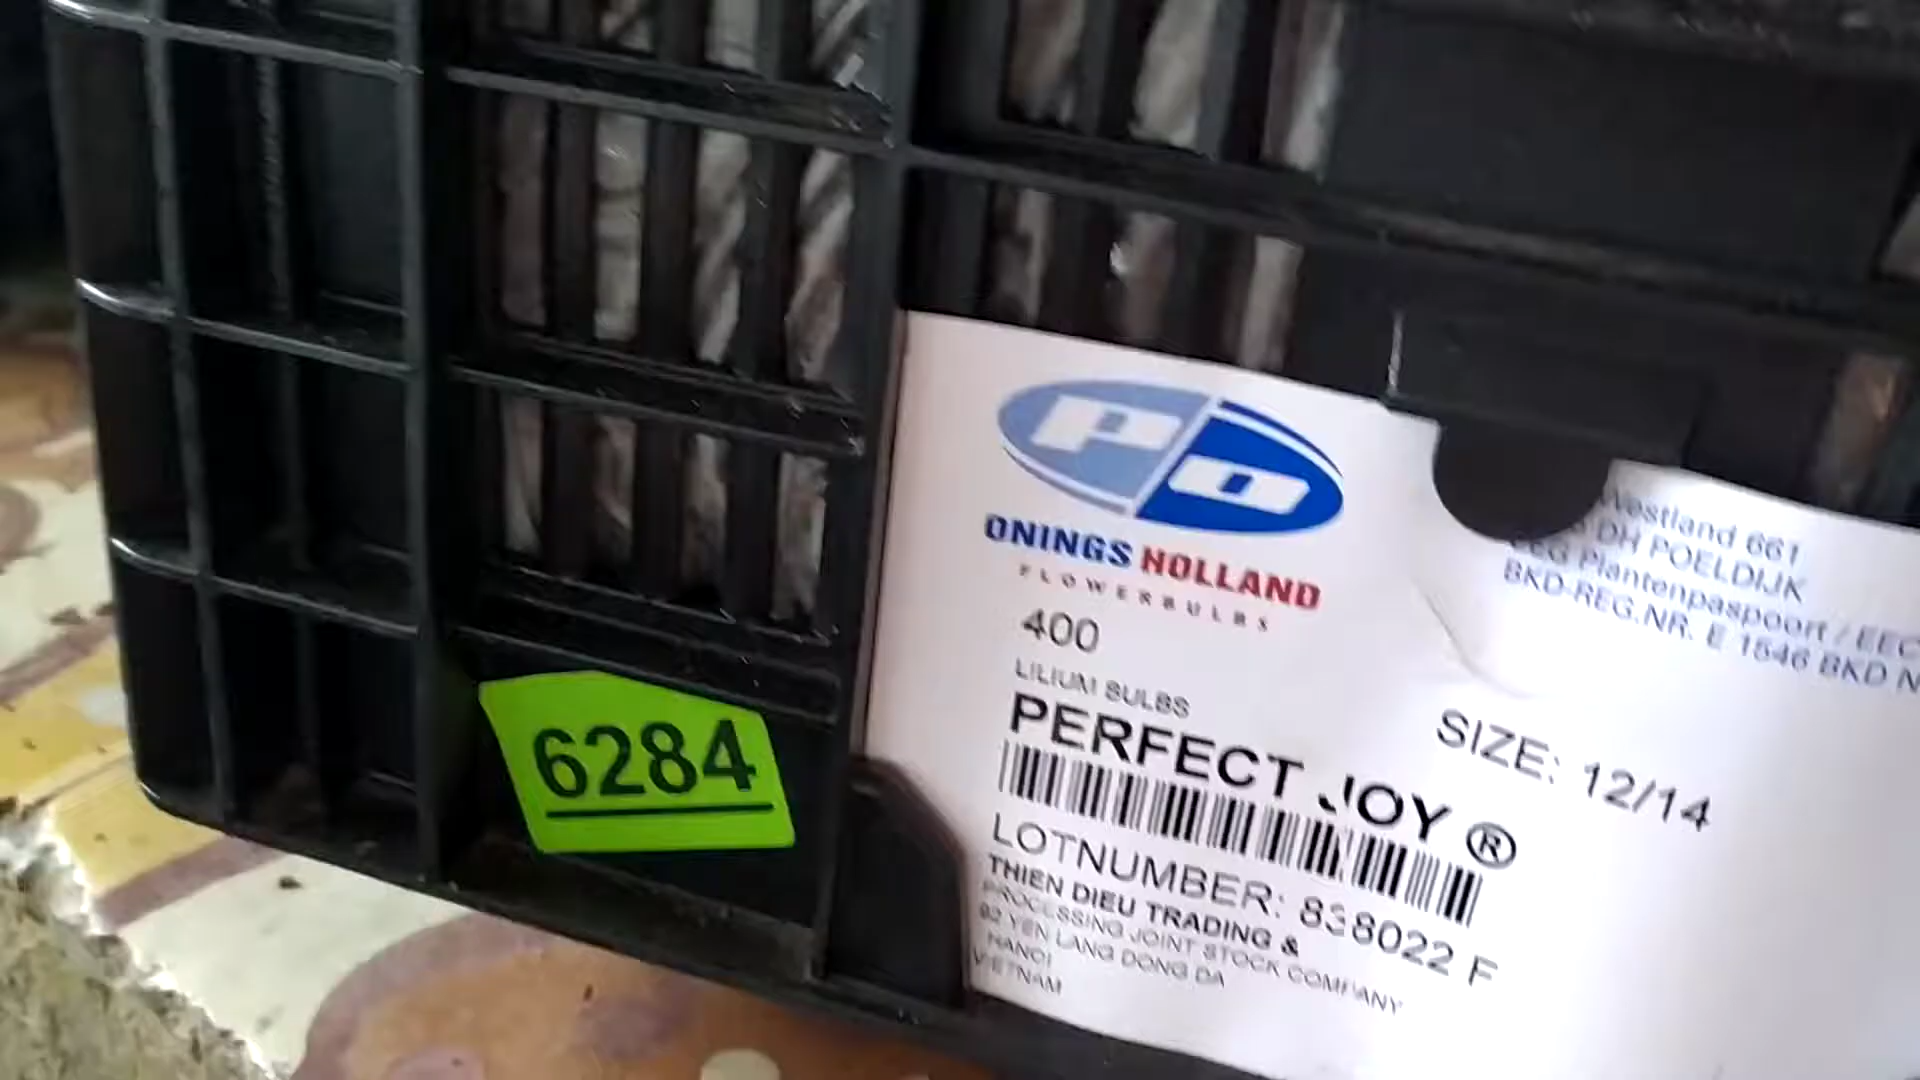 PO
ONINGS HOLLAND
FLOWERBULBS
Westland 661
DH POELDIJK
EEG Plantenpaspoort / EEC
BKD-REG.NR. E 1546 BKD N
400
LILIUM BULBS
PERFECT JOY ®
SIZE: 12/14
LOTNUMBER: 838022 F
THIEN DIEU TRADING &
PROCESSING JOINT STOCK COMPANY
92 YEN LANG DONG DA
HANOI
VIETNAM
6284